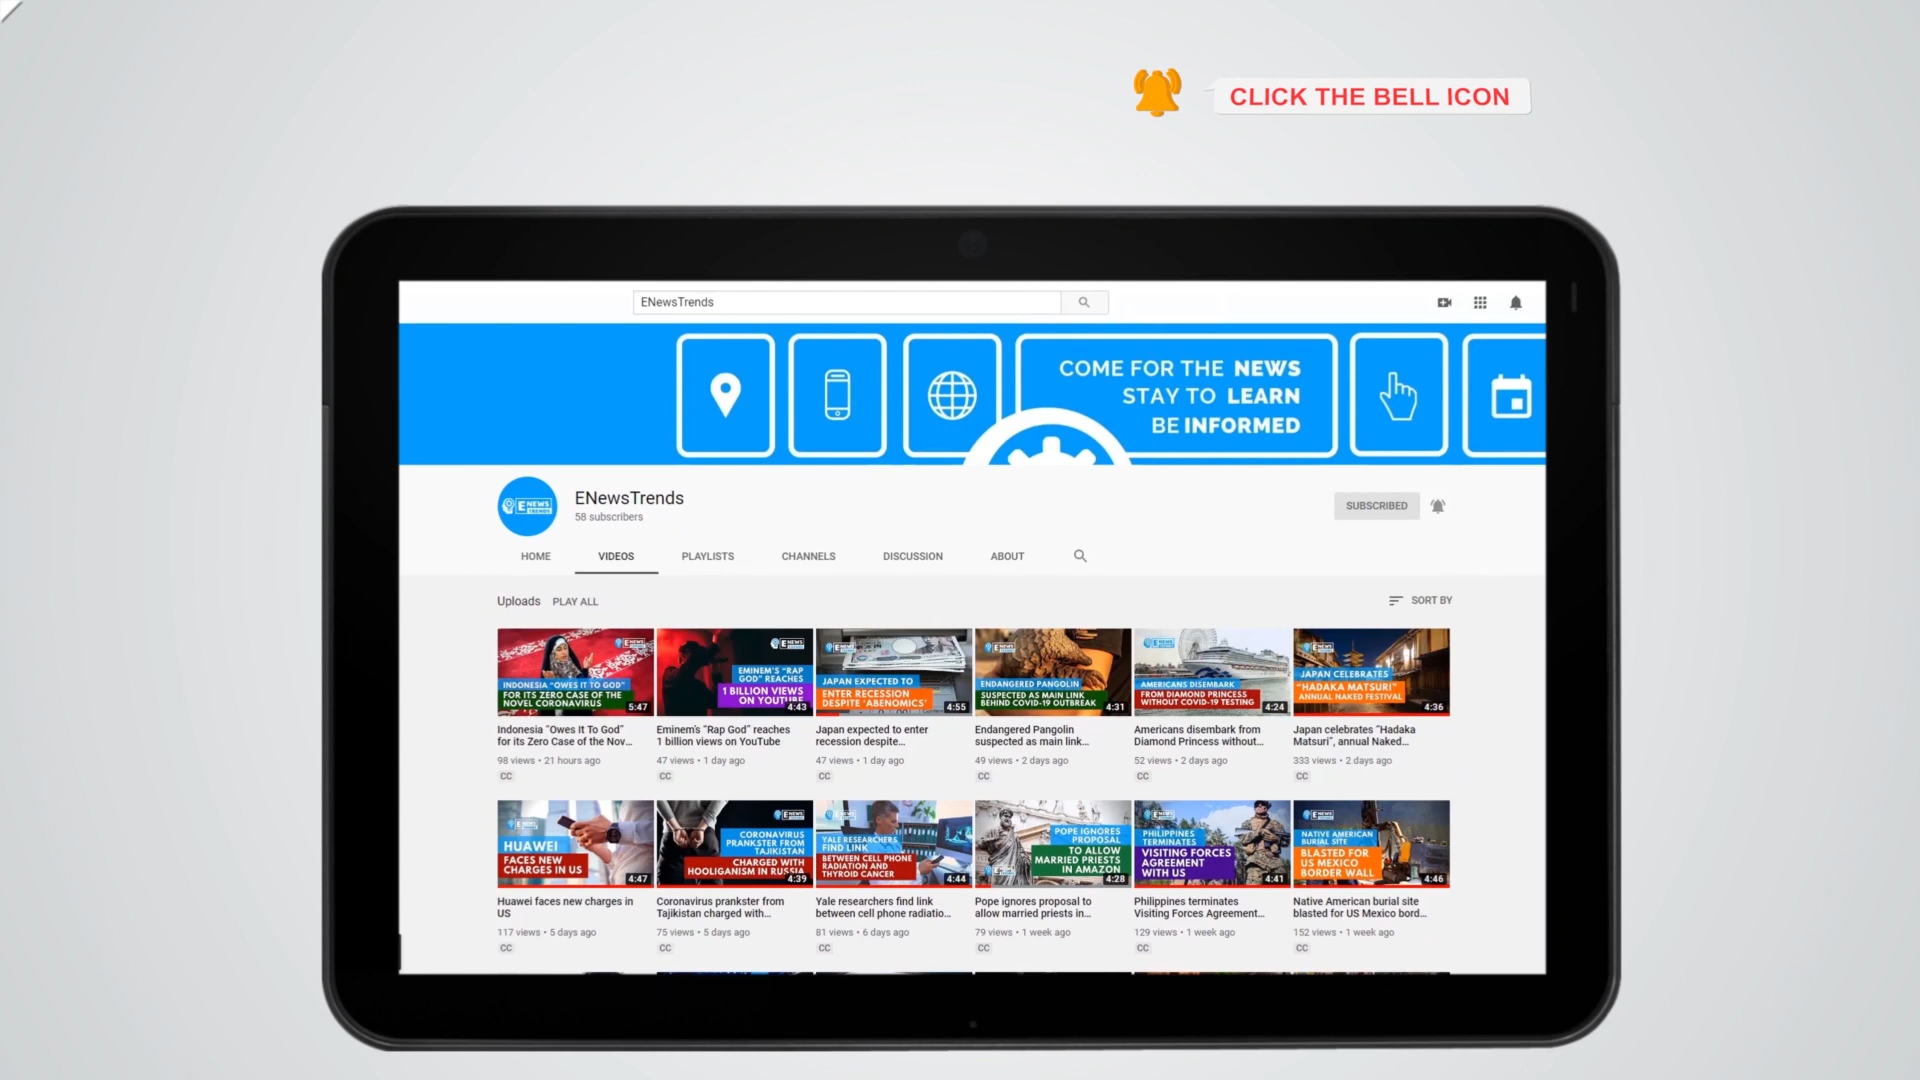 CLICK THE BELL ICON
ENewsTrends
COME FOR THE NEWS
STAY TO LEARN
BE INFORMED
E NEWS
TRENDS
ENewsTrends
58 subscribers
SUBSCRIBED
HOME
VIDEOS
PLAYLISTS
CHANNELS
DISCUSSION
ABOUT
Uploads
PLAY ALL
SORT BY
INDONESIA "OWES IT TO GOD"
FOR ITS ZERO CASE OF THE
NOVEL CORONAVIRUS
5:47
Indonesia "Owes It To God"
for its Zero Case of the Nov...
98 views • 21 hours ago
CC
EMINEM'S "RAP
GOD" REACHES
1 BILLION VIEWS
ON YOUTUBE
4:43
Eminem's "Rap God" reaches
1 billion views on YouTube
47 views • 1 day ago
CC
JAPAN EXPECTED TO
ENTER RECESSION
DESPITE 'ABENOMICS'
4:55
Japan expected to enter
recession despite...
47 views • 1 day ago
CC
ENDANGERED PANGOLIN
SUSPECTED AS MAIN LINK
BEHIND COVID-19 OUTBREAK
4:31
Endangered Pangolin
suspected as main link...
49 views • 2 days ago
CC
AMERICANS DISEMBARK
FROM DIAMOND PRINCESS
WITHOUT COVID-19 TESTING
4:24
Americans disembark from
Diamond Princess without...
52 views • 2 days ago
CC
JAPAN CELEBRATES
"HADAKA MATSURI"
ANNUAL NAKED FESTIVAL
4:36
Japan celebrates "Hadaka
Matsuri", annual Naked...
333 views • 2 days ago
CC
HUAWEI
FACES NEW
CHARGES IN US
4:47
Huawei faces new charges in
US
117 views • 5 days ago
CC
CORONAVIRUS
PRANKSTER FROM
TAJIKISTAN
CHARGED WITH
HOOLIGANISM IN RUSSIA
4:39
Coronavirus prankster from
Tajikistan charged with...
75 views • 5 days ago
CC
YALE RESEARCHERS
FIND LINK
BETWEEN CELL PHONE
RADIATION AND
THYROID CANCER
4:44
Yale researchers find link
between cell phone radiatio...
81 views • 6 days ago
CC
POPE IGNORES
PROPOSAL
TO ALLOW
MARRIED PRIESTS
IN AMAZON
4:28
Pope ignores proposal to
allow married priests in...
79 views • 1 week ago
CC
PHILIPPINES
TERMINATES
VISITING FORCES
AGREEMENT
WITH US
4:41
Philippines terminates
Visiting Forces Agreement...
129 views • 1 week ago
CC
NATIVE AMERICAN
BURIAL SITE
BLASTED FOR
US MEXICO
BORDER WALL
4:46
Native American burial site
blasted for US Mexico bord...
152 views • 1 week ago
CC